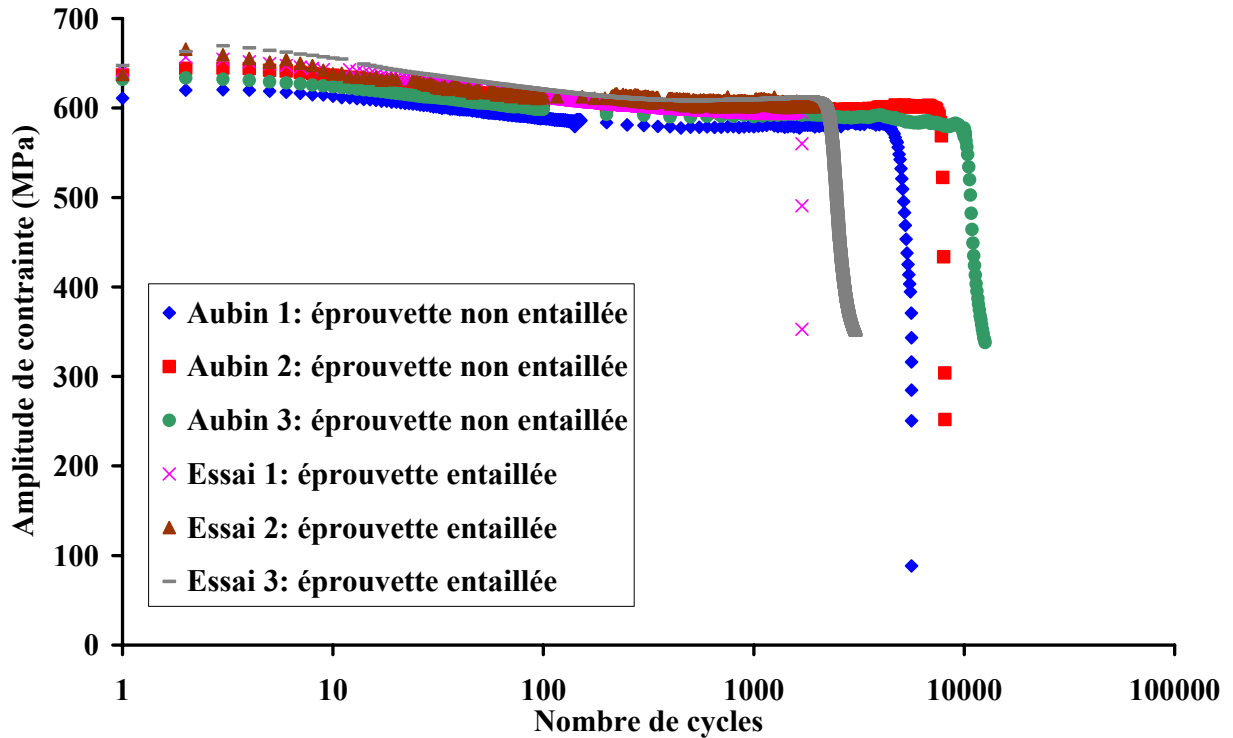 700
600
500
400
300
200
100
0
Amplitude de contrainte (MPa)
Aubin 1: éprouvette non entaillée
Aubin 2: éprouvette non entaillée
Aubin 3: éprouvette non entaillée
Essai 1: éprouvette entaillée
Essai 2: éprouvette entaillée
Essai 3: éprouvette entaillée
1 10 100 1000 10000 100000
Nombre de cycles